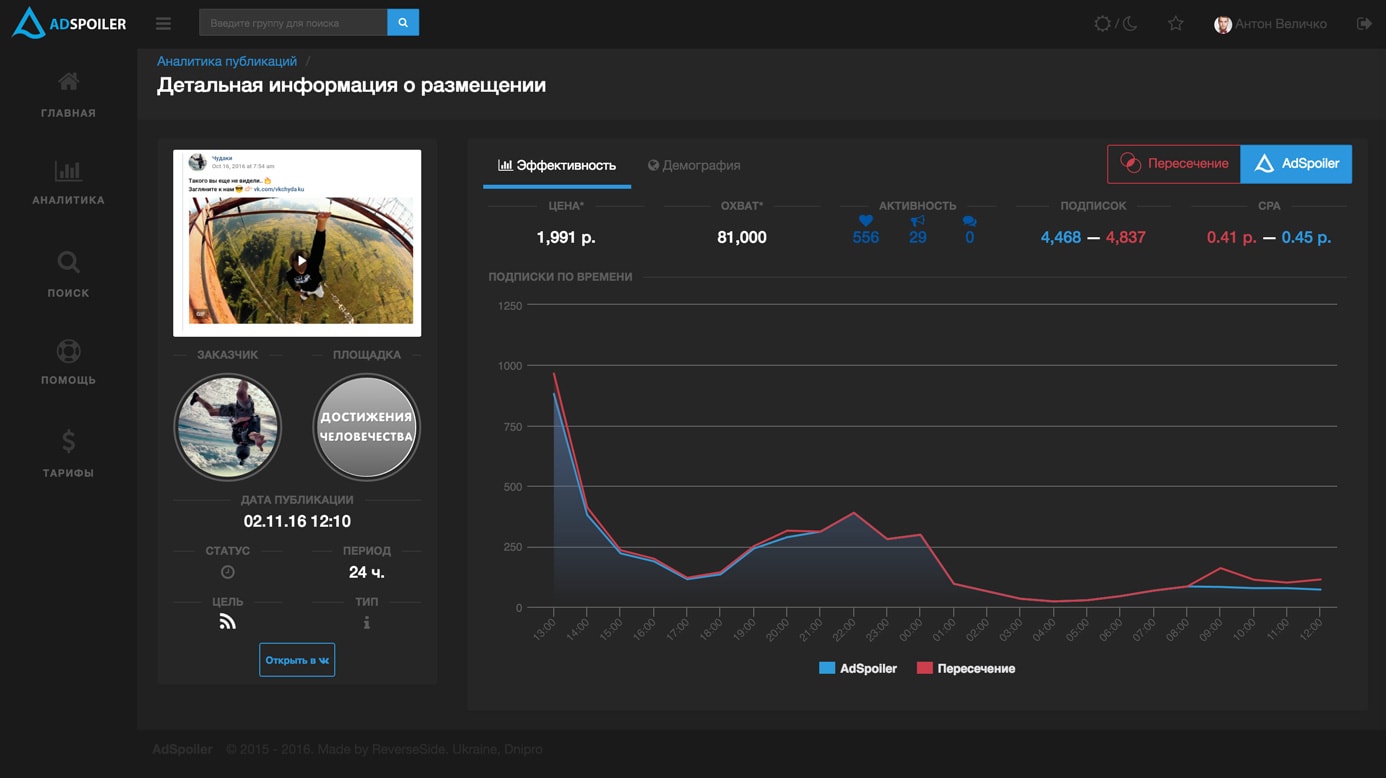 ADSPOILER
Введите группу для поиска
/
Антон Величко
ГЛАВНАЯ
АНАЛИТИКА
ПОИСК
ПОМОЩЬ
ТАРИФЫ
Аналитика публикаций /
Детальная информация о размещении
Чудаки
Oct 16, 2016 at 7:54 am
Такого вы еще не видели..🔥
Загляните к нам😎👉🏻 vk.com/vkchydaku
GIF
ЗАКАЗЧИК ПЛОЩАДКА
ДОСТИЖЕНИЯ
ЧЕЛОВЕЧЕСТВА
ДАТА ПУБЛИКАЦИИ
02.11.16 12:10
СТАТУС ПЕРИОД
24 ч.
ЦЕЛЬ ТИП
Открыть в
Эффективность Демография
Пересечение AdSpoiler
ЦЕНА* ОХВАТ* АКТИВНОСТЬ ПОДПИСОК CPA
1,991 р. 81,000 556 29 0 4,468 — 4,837 0.41 р. — 0.45 р.
ПОДПИСКИ ПО ВРЕМЕНИ
1250
1000
750
500
250
0
13:00 14:00 15:00 16:00 17:00 18:00 19:00 20:00 21:00 22:00 23:00 00:00 01:00 02:00 03:00 04:00 05:00 06:00 07:00 08:00 09:00 10:00 11:00 12:00
AdSpoiler Пересечение
AdSpoiler © 2015 - 2016. Made by ReverseSide. Ukraine, Dnipro